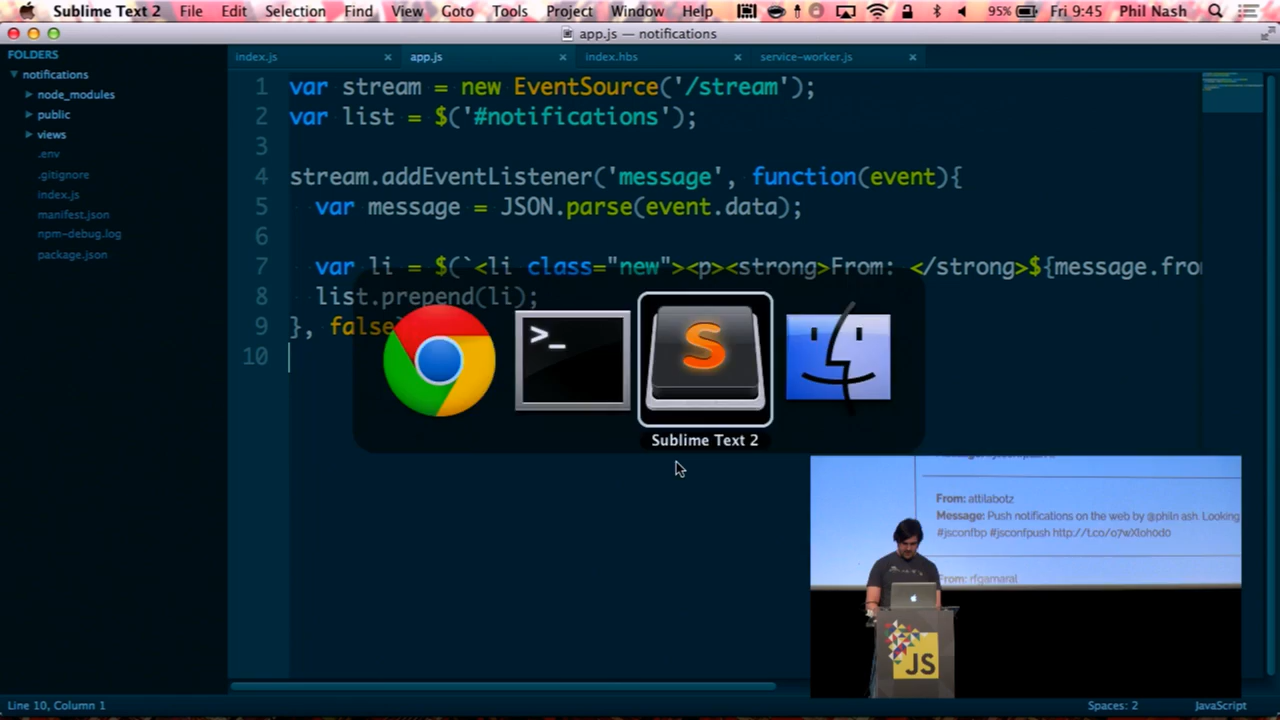 Sublime Text 2 File Edit Selection Find View Goto Tools Project Window Help 95% Fri 9:45 Phil Nash
app.js — notifications
FOLDERS
notifications
node_modules
public
views
.env
.gitignore
index.js
manifest.json
npm-debug.log
package.json
index.js app.js index.hbs service-worker.js
1 var stream = new EventSource('/stream');
2 var list = $('#notifications');
3
4 stream.addEventListener('message', function(event){
5 var message = JSON.parse(event.data);
6
7 var li = $(`<li class="new"><p><strong>From: </strong>${message.fro
8 list.prepend(li);
9 }, false
10
>_
S
Sublime Text 2
From: attilabotz
Message: Push notifications on the web by @philn ash. Looking
#jsconfbp #jsconfpush http://t.co/o7wXloh0d0
From: rfgamaral
JS
Line 10, Column 1 Spaces: 2 JavaScript